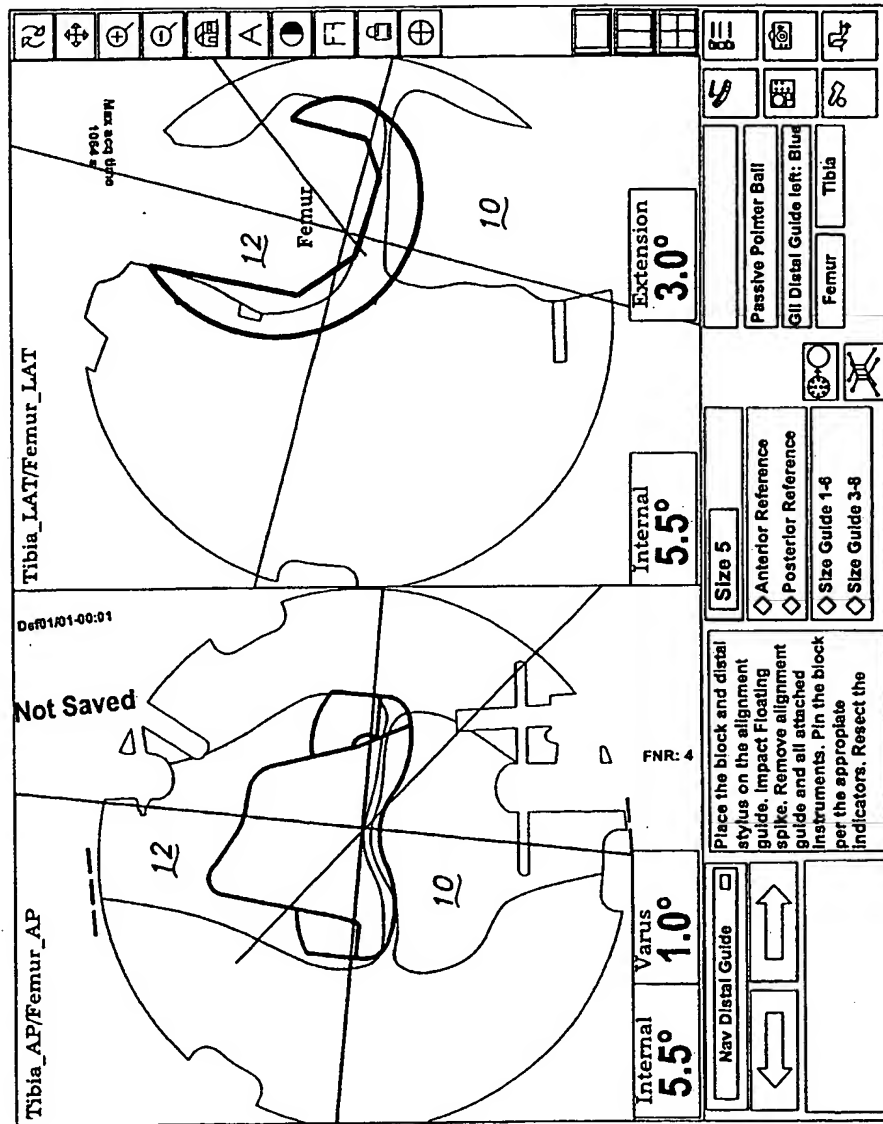 Tibia_AP/Femur_AP
Not Saved
Def01/01-00:01
12
10
FNR: 4
Internal
5.5°
Varus
1.0°
Tibia_LAT/Femur_LAT
Max acq time
12
Femur
10
Internal
5.5°
Extension
3.0°
A
Nav Distal Guide
Place the block and distal
stylus on the alignment
guide. Impact Floating
spike. Remove alignment
guide and all attached
Instruments. Pin the block
per the appropiate
indicators. Resect the
Size 5
Anterior Reference
Posterior Reference
Size Guide 1-6
Size Guide 3-8
Passive Pointer Ball
GII Distal Guide left: Blue
Femur
Tibia